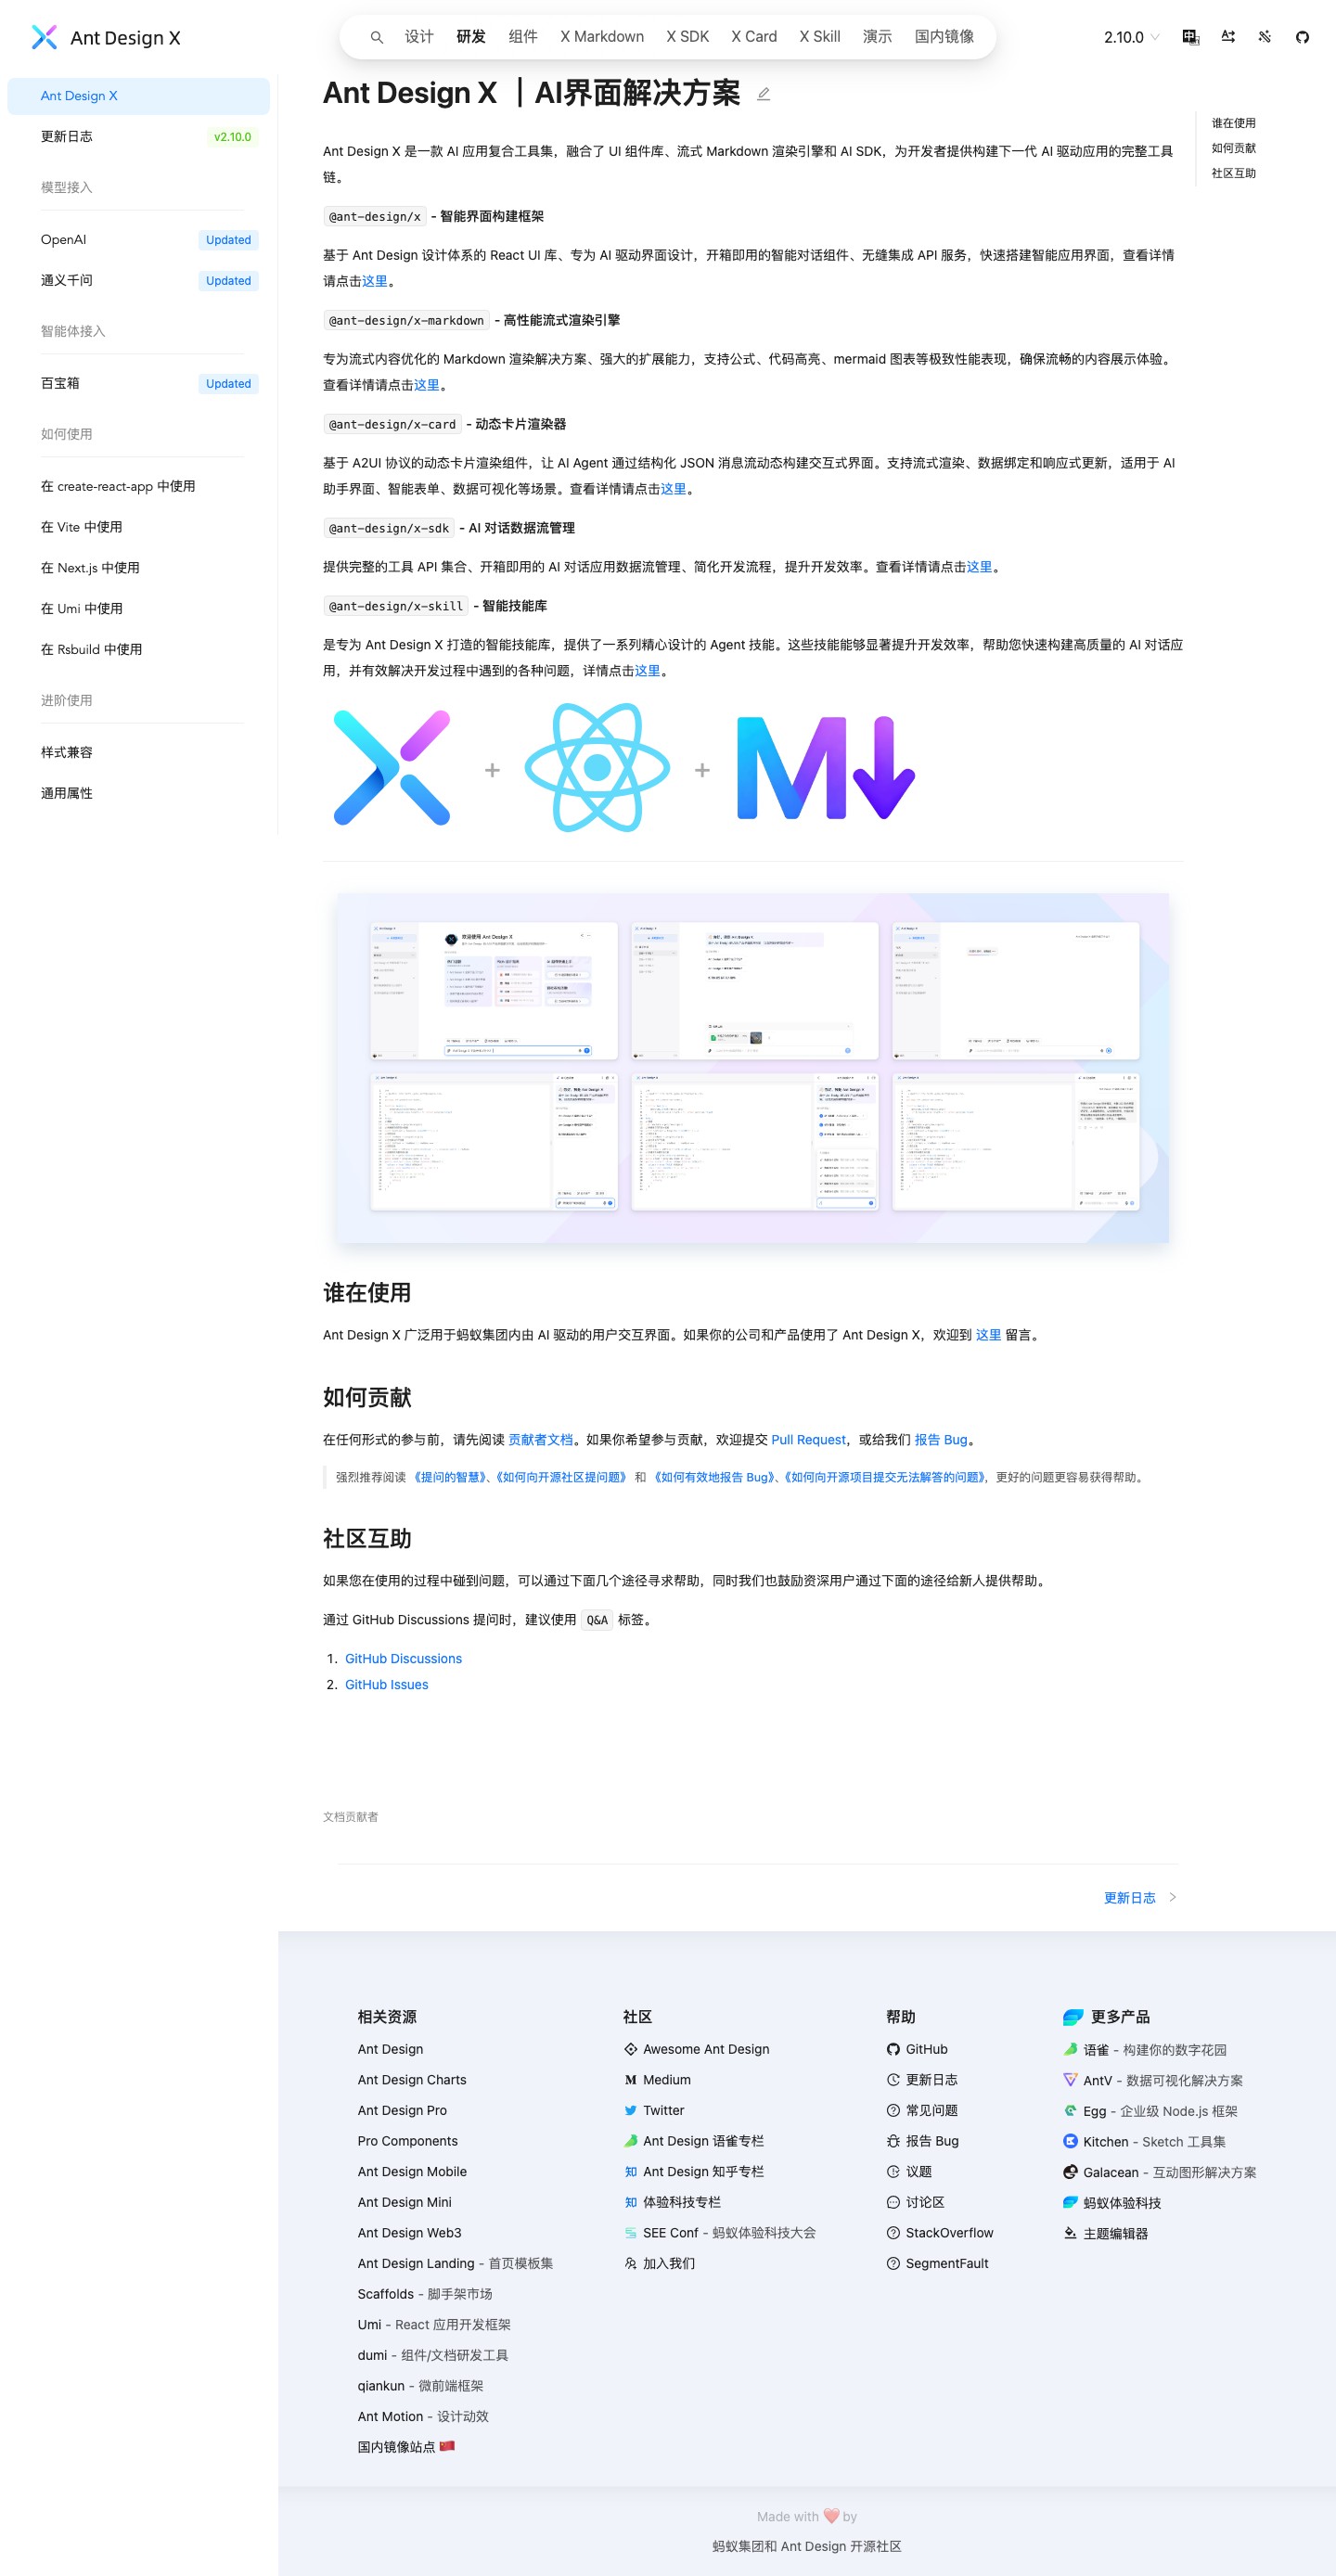 Ant Design X
设计 研发 组件 X Markdown X SDK X Card X Skill 演示 国内镜像
2.10.0
Ant Design X
更新日志 v2.10.0
模型接入
OpenAI Updated
通义千问 Updated
智能体接入
百宝箱 Updated
如何使用
在 create-react-app 中使用
在 Vite 中使用
在 Next.js 中使用
在 Umi 中使用
在 Rsbuild 中使用
进阶使用
样式兼容
通用属性
Ant Design X ｜AI界面解决方案
Ant Design X 是一款 AI 应用复合工具集，融合了 UI 组件库、流式 Markdown 渲染引擎和 AI SDK，为开发者提供构建下一代 AI 驱动应用的完整工具
链。
@ant-design/x - 智能界面构建框架
基于 Ant Design 设计体系的 React UI 库、专为 AI 驱动界面设计，开箱即用的智能对话组件、无缝集成 API 服务，快速搭建智能应用界面，查看详情
请点击这里。
@ant-design/x-markdown - 高性能流式渲染引擎
专为流式内容优化的 Markdown 渲染解决方案、强大的扩展能力，支持公式、代码高亮、mermaid 图表等极致性能表现，确保流畅的内容展示体验。
查看详情请点击这里。
@ant-design/x-card - 动态卡片渲染器
基于 A2UI 协议的动态卡片渲染组件，让 AI Agent 通过结构化 JSON 消息流动态构建交互式界面。支持流式渲染、数据绑定和响应式更新，适用于 AI
助手界面、智能表单、数据可视化等场景。查看详情请点击这里。
@ant-design/x-sdk - AI 对话数据流管理
提供完整的工具 API 集合、开箱即用的 AI 对话应用数据流管理、简化开发流程，提升开发效率。查看详情请点击这里。
@ant-design/x-skill - 智能技能库
是专为 Ant Design X 打造的智能技能库，提供了一系列精心设计的 Agent 技能。这些技能能够显著提升开发效率，帮助您快速构建高质量的 AI 对话应
用，并有效解决开发过程中遇到的各种问题，详情点击这里。
谁在使用
如何贡献
社区互助
欢迎使用 Ant Design X
谁在使用
Ant Design X 广泛用于蚂蚁集团内由 AI 驱动的用户交互界面。如果你的公司和产品使用了 Ant Design X，欢迎到 这里 留言。
如何贡献
在任何形式的参与前，请先阅读 贡献者文档。如果你希望参与贡献，欢迎提交 Pull Request，或给我们 报告 Bug。
强烈推荐阅读 《提问的智慧》、《如何向开源社区提问题》 和 《如何有效地报告 Bug》、《如何向开源项目提交无法解答的问题》，更好的问题更容易获得帮助。
社区互助
如果您在使用的过程中碰到问题，可以通过下面几个途径寻求帮助，同时我们也鼓励资深用户通过下面的途径给新人提供帮助。
通过 GitHub Discussions 提问时，建议使用 Q&A 标签。
1. GitHub Discussions
2. GitHub Issues
文档贡献者
更新日志
相关资源
Ant Design
Ant Design Charts
Ant Design Pro
Pro Components
Ant Design Mobile
Ant Design Mini
Ant Design Web3
Ant Design Landing - 首页模板集
Scaffolds - 脚手架市场
Umi - React 应用开发框架
dumi - 组件/文档研发工具
qiankun - 微前端框架
Ant Motion - 设计动效
国内镜像站点 🇨🇳
社区
Awesome Ant Design
Medium
Twitter
Ant Design 语雀专栏
Ant Design 知乎专栏
体验科技专栏
SEE Conf - 蚂蚁体验科技大会
加入我们
帮助
GitHub
更新日志
常见问题
报告 Bug
议题
讨论区
StackOverflow
SegmentFault
更多产品
语雀 - 构建你的数字花园
AntV - 数据可视化解决方案
Egg - 企业级 Node.js 框架
Kitchen - Sketch 工具集
Galacean - 互动图形解决方案
蚂蚁体验科技
主题编辑器
Made with ❤️ by
蚂蚁集团和 Ant Design 开源社区